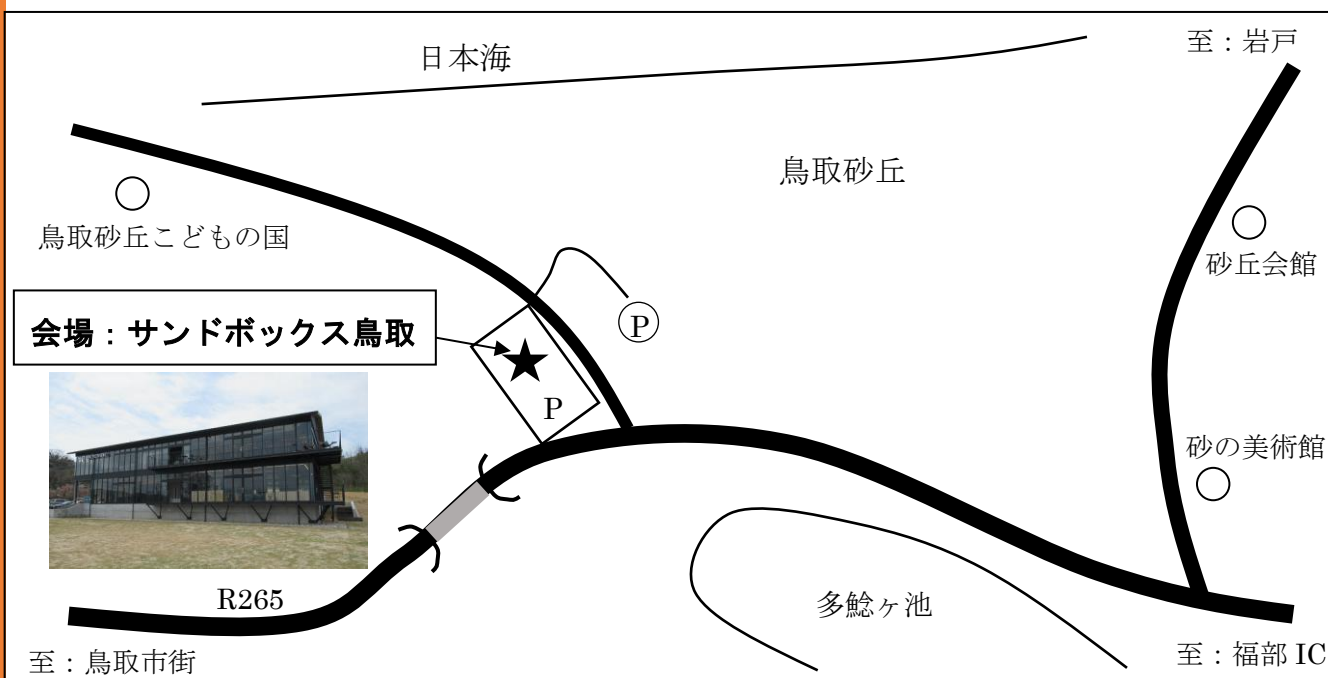 日本海
至：岩戸
鳥取砂丘
鳥取砂丘こどもの国
砂丘会館
会場：サンドボックス鳥取
P
P
砂の美術館
R265
多鯰ヶ池
至：鳥取市街
至：福部 IC